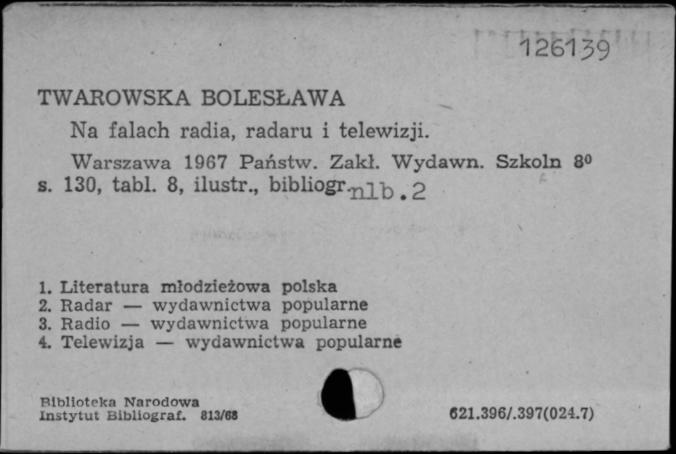 126139
TWAROWSKA BOLESŁAWA
Na falach radia, radaru i telewizji.
Warszawa 1967 Państw. Zakł. Wydawn. Szkoln 8⁰
s. 130, tabl. 8, ilustr., bibliogr. nlb.2
1. Literatura młodzieżowa polska
2. Radar — wydawnictwa popularne
3. Radio — wydawnictwa popularne
4. Telewizja — wydawnictwa popularne
Biblioteka Narodowa
Instytut Bibliograf. 813/68
621.396/.397(024.7)